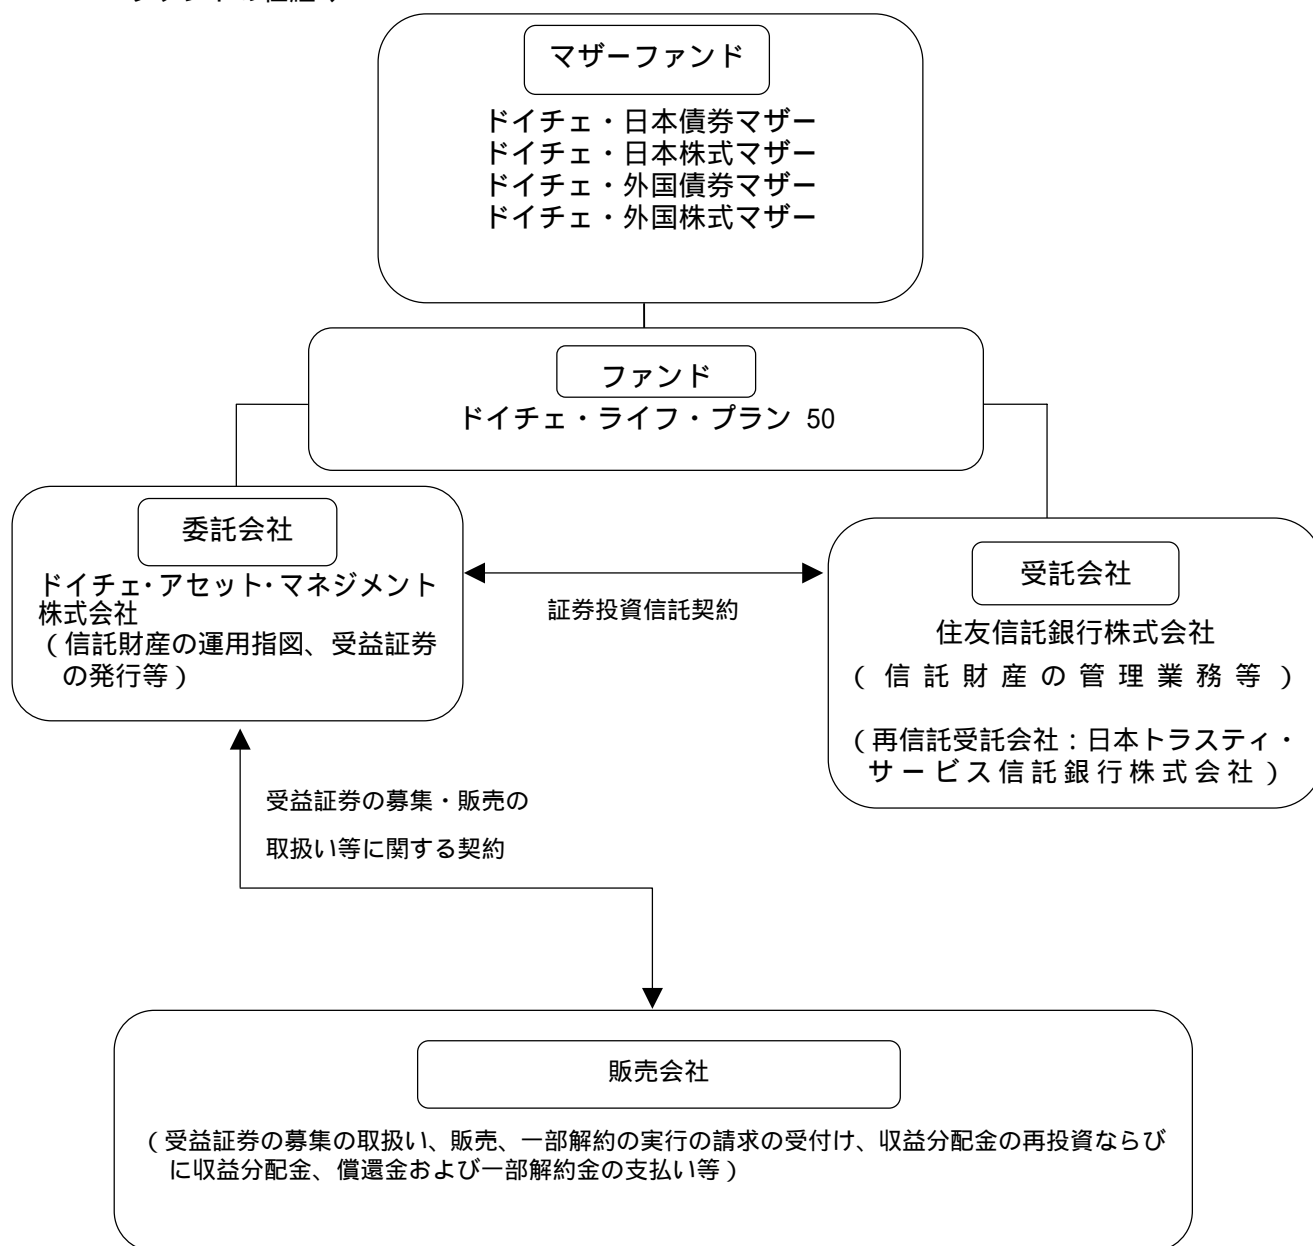 マザーファンド
ドイチェ・日本債券マザー
ドイチェ・日本株式マザー
ドイチェ・外国債券マザー
ドイチェ・外国株式マザー
ファンド
ドイチェ・ライフ・プラン 50
委託会社
ドイチェ・アセット・マネジメント
株式会社
（信託財産の運用指図、受益証券
の発行等）
証券投資信託契約
受託会社
住友信託銀行株式会社
（信託財産の管理業務等）
（再信託受託会社：日本トラスティ・
サービス信託銀行株式会社）
受益証券の募集・販売の
取扱い等に関する契約
販売会社
（受益証券の募集の取扱い、販売、一部解約の実行の請求の受付け、収益分配金の再投資ならび
に収益分配金、償還金および一部解約金の支払い等）